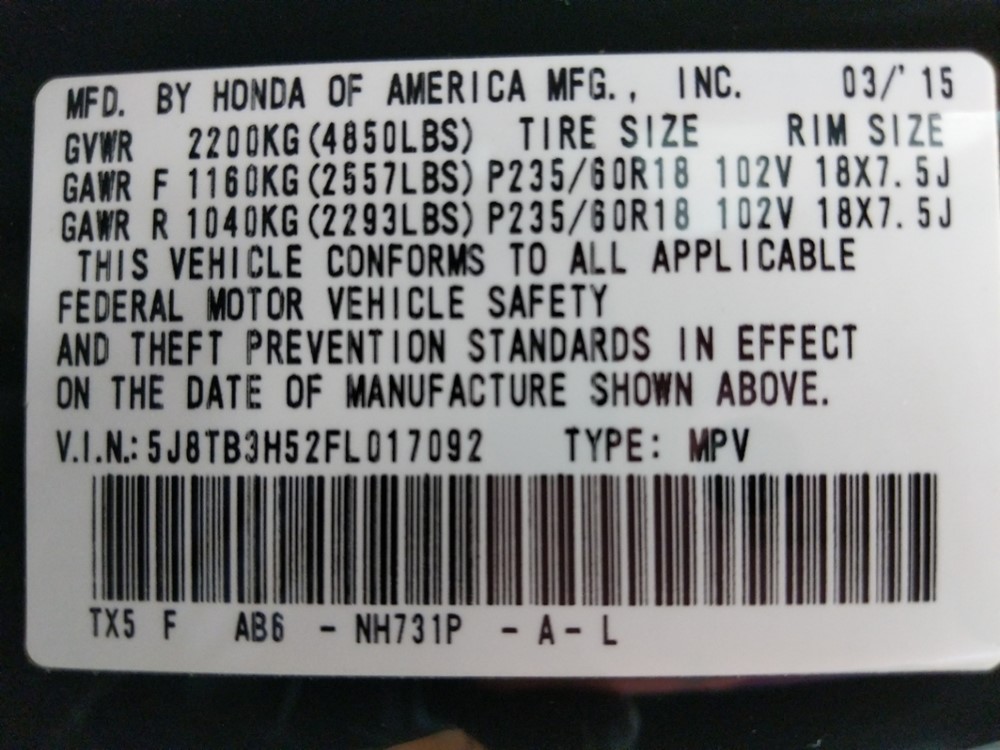 MFD. BY HONDA OF AMERICA MFG., INC. 03/'15
GVWR 2200KG(4850LBS) TIRE SIZE RIM SIZE
GAWR F 1160KG(2557LBS) P235/60R18 102V 18X7.5J
GAWR R 1040KG(2293LBS) P235/60R18 102V 18X7.5J
THIS VEHICLE CONFORMS TO ALL APPLICABLE
FEDERAL MOTOR VEHICLE SAFETY
AND THEFT PREVENTION STANDARDS IN EFFECT
ON THE DATE OF MANUFACTURE SHOWN ABOVE.
V.I.N.: 5J8TB3H52FL017092 TYPE: MPV
TX5 F AB6 - NH731P - A - L